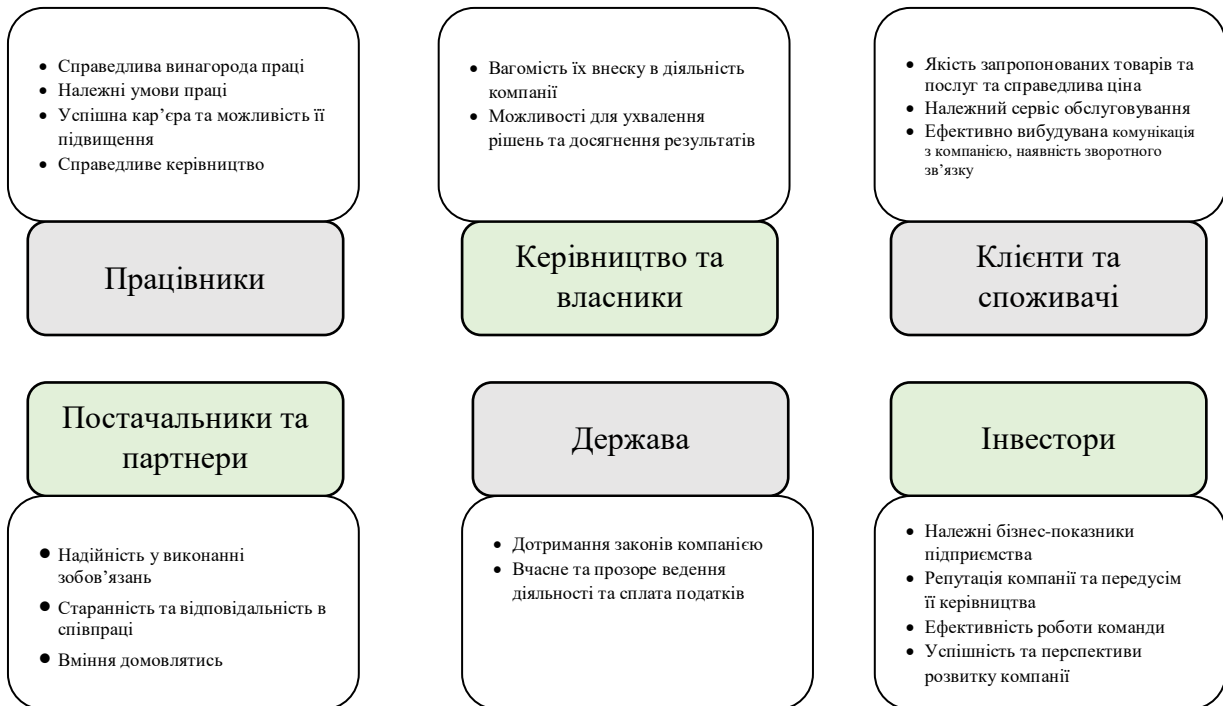 • Справедлива винагорода праці
• Належні умови праці
• Успішна кар’єра та можливість її
підвищення
• Справедливе керівництво
Працівники
• Вагомість їх внеску в діяльність
компанії
• Можливості для ухвалення
рішень та досягнення результатів
Керівництво та
власники
• Якість запропонованих товарів та
послуг та справедлива ціна
• Належний сервіс обслуговування
• Ефективно вибудувана комунікація
з компанією, наявність зворотного
зв’язку
Клієнти та
споживачі
Постачальники та
партнери
• Надійність у виконанні
зобов’язань
• Старанність та відповідальність в
співпраці
• Вміння домовлятись
Держава
• Дотримання законів компанією
• Вчасне та прозоре ведення
діяльності та сплата податків
Інвестори
• Належні бізнес-показники
підприємства
• Репутація компанії та передусім
її керівництва
• Ефективність роботи команди
• Успішність та перспективи
розвитку компанії